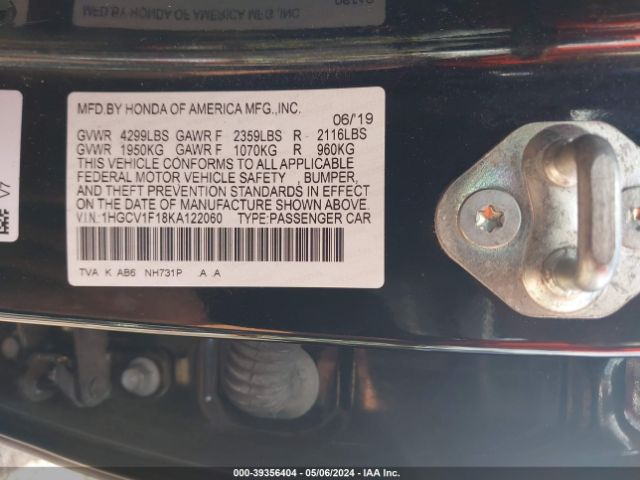 MFD.BY HONDA OF AMERICA MFG.,INC.
06/'19
GVWR 4299LBS GAWR F 2359LBS R - 2116LBS
GVWR 1950KG GAWR F 1070KG R 960KG
THIS VEHICLE CONFORMS TO ALL APPLICABLE
FEDERAL MOTOR VEHICLE SAFETY , BUMPER,
AND THEFT PREVENTION STANDARDS IN EFFECT
ON THE DATE OF MANUFACTURE SHOWN ABOVE.
VIN:1HGCV1F18KA122060 TYPE:PASSENGER CAR
TVA K AB6 NH731P .A .A
V7
000-39356404 - 05/06/2024 - IAA Inc.